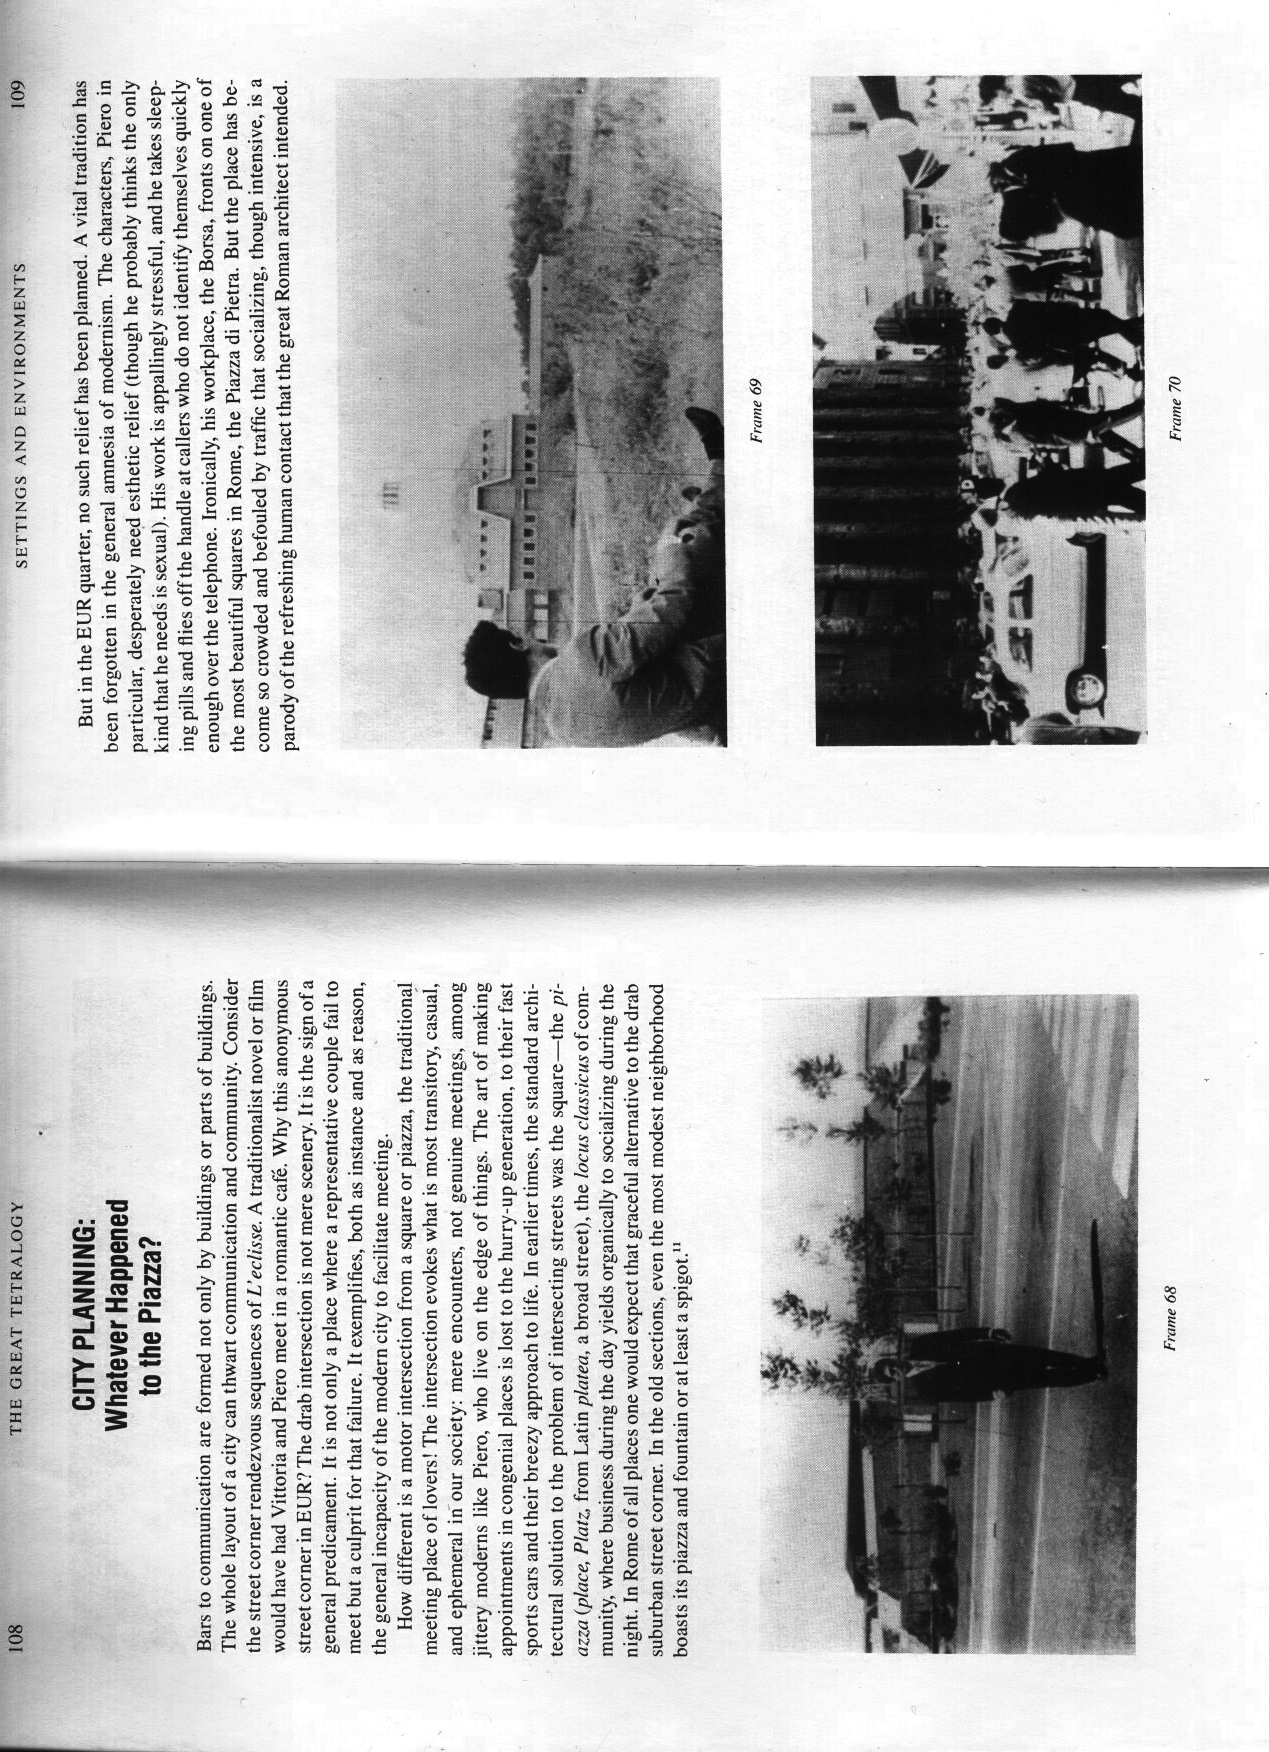 108
THE GREAT TETRALOGY
CITY PLANNING:
Whatever Happened
to the Piazza?
Bars to communication are formed not only by buildings or parts of buildings.
The whole layout of a city can thwart communication and community. Consider
the street corner rendezvous sequences of L'eclisse. A traditionalist novel or film
would have had Vittoria and Piero meet in a romantic café. Why this anonymous
street corner in EUR? The drab intersection is not mere scenery. It is the sign of a
general predicament. It is not only a place where a representative couple fail to
meet but a culprit for that failure. It exemplifies, both as instance and as reason,
the general incapacity of the modern city to facilitate meeting.
How different is a motor intersection from a square or piazza, the traditional
meeting place of lovers! The intersection evokes what is most transitory, casual,
and ephemeral in our society: mere encounters, not genuine meetings, among
jittery moderns like Piero, who live on the edge of things. The art of making
appointments in congenial places is lost to the hurry-up generation, to their fast
sports cars and their breezy approach to life. In earlier times, the standard archi-
tectural solution to the problem of intersecting streets was the square—the pi-
azza (place, Platz, from Latin platea, a broad street), the locus classicus of com-
munity, where business during the day yields organically to socializing during the
night. In Rome of all places one would expect that graceful alternative to the drab
suburban street corner. In the old sections, even the most modest neighborhood
boasts its piazza and fountain or at least a spigot.11
Frame 68
SETTINGS AND ENVIRONMENTS
109
But in the EUR quarter, no such relief has been planned. A vital tradition has
been forgotten in the general amnesia of modernism. The characters, Piero in
particular, desperately need esthetic relief (though he probably thinks the only
kind that he needs is sexual). His work is appallingly stressful, and he takes sleep-
ing pills and flies off the handle at callers who do not identify themselves quickly
enough over the telephone. Ironically, his workplace, the Borsa, fronts on one of
the most beautiful squares in Rome, the Piazza di Pietra. But the place has be-
come so crowded and befouled by traffic that socializing, though intensive, is a
parody of the refreshing human contact that the great Roman architect intended.
Frame 69
Frame 70